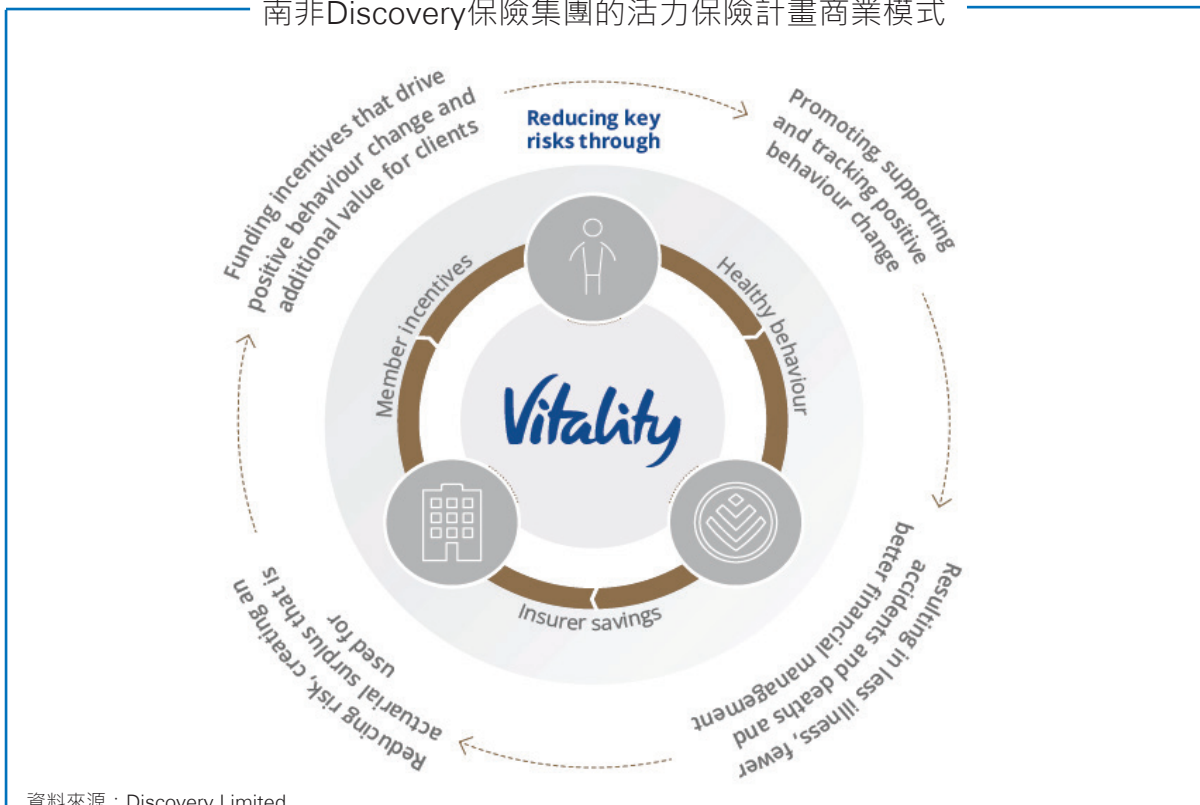 南非Discovery保險集團的活力保險計畫商業模式
Reducing key
risks through
Promoting, supporting
and tracking positive
behaviour change
Resulting in less illness, fewer
accidents and deaths and
better financial management
Reducing risk, creating an
actuarial surplus that is
used for
Funding incentives that drive
positive behaviour change and
additional value for clients
Healthy behaviour
Insurer savings
Member incentives
Vitality
資料來源：Discovery Limited